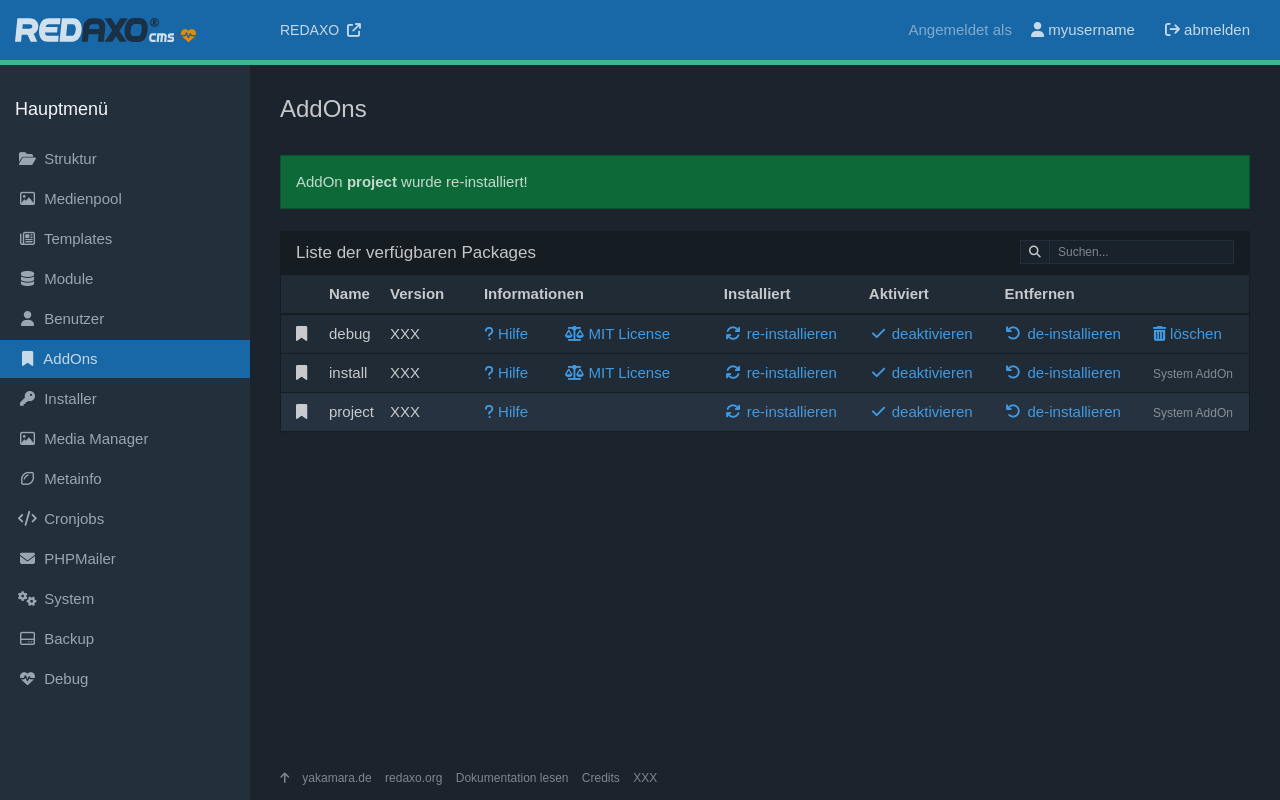 REDAXO® cms REDAXO Angemeldet als myusername abmelden
Hauptmenü
Struktur
Medienpool
Templates
Module
Benutzer
AddOns
Installer
Media Manager
Metainfo
Cronjobs
PHPMailer
System
Backup
Debug
AddOns
AddOn project wurde re-installiert!
Liste der verfügbaren Packages Suchen...
Name Version Informationen Installiert Aktiviert Entfernen
debug XXX Hilfe MIT License re-installieren deaktivieren de-installieren löschen
install XXX Hilfe MIT License re-installieren deaktivieren de-installieren System AddOn
project XXX Hilfe re-installieren deaktivieren de-installieren System AddOn
yakamara.de redaxo.org Dokumentation lesen Credits XXX